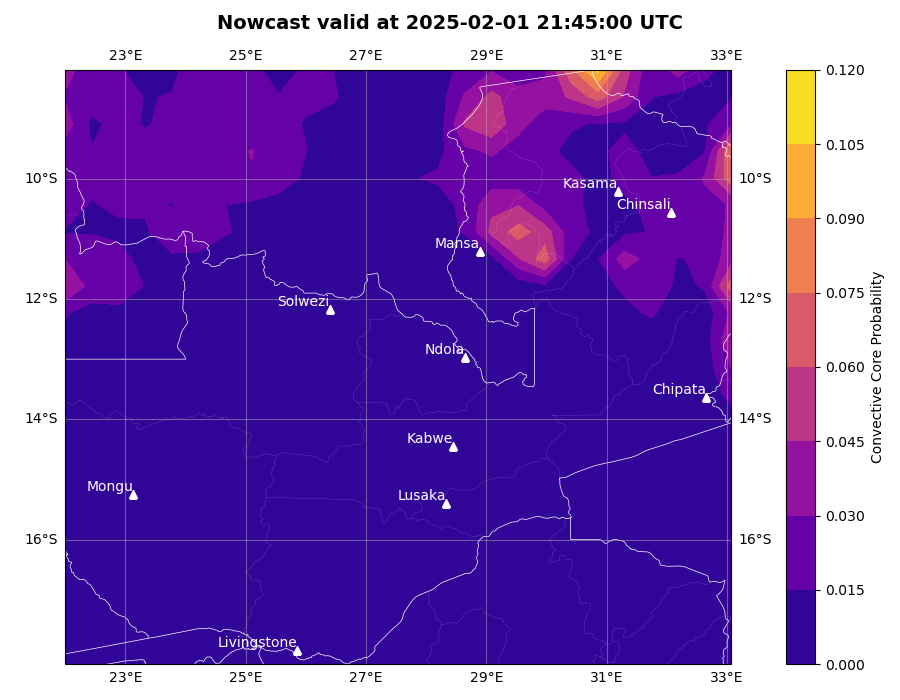 Nowcast valid at 2025-02-01 21:45:00 UTC
23°E 25°E 27°E 29°E 31°E 33°E
0.120
0.105
10°S 10°S
Kasama
Chinsali
0.090
Mansa
0.075
12°S 12°S
Solwezi
Ndola
0.060
Chipata
Convective Core Probability
14°S 14°S
Kabwe
0.045
Mongu
Lusaka
0.030
16°S 16°S
0.015
Livingstone
0.000
23°E 25°E 27°E 29°E 31°E 33°E